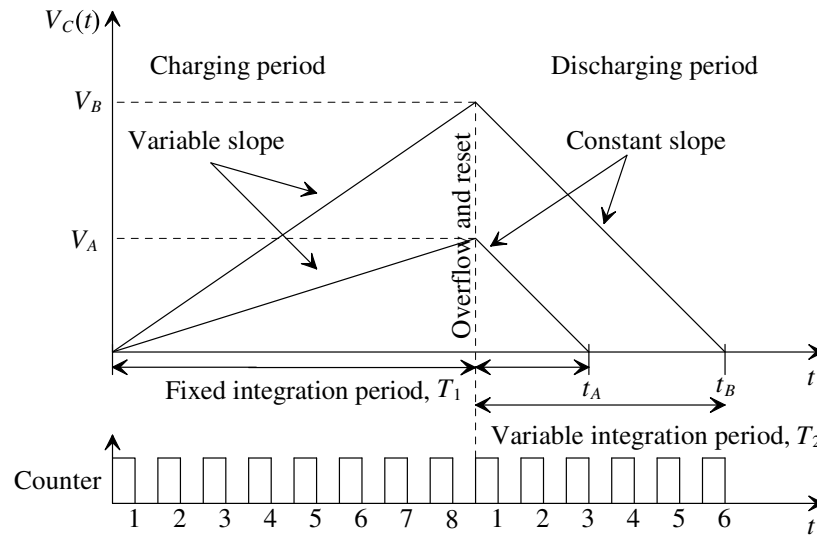 V_C(t)
Charging period
Discharging period
V_B
Variable slope
Constant slope
Overflow and reset
V_A
Fixed integration period, T_1
t_A
t_B
t
Variable integration period, T_2
Counter
1 2 3 4 5 6 7 8 1 2 3 4 5 6
t